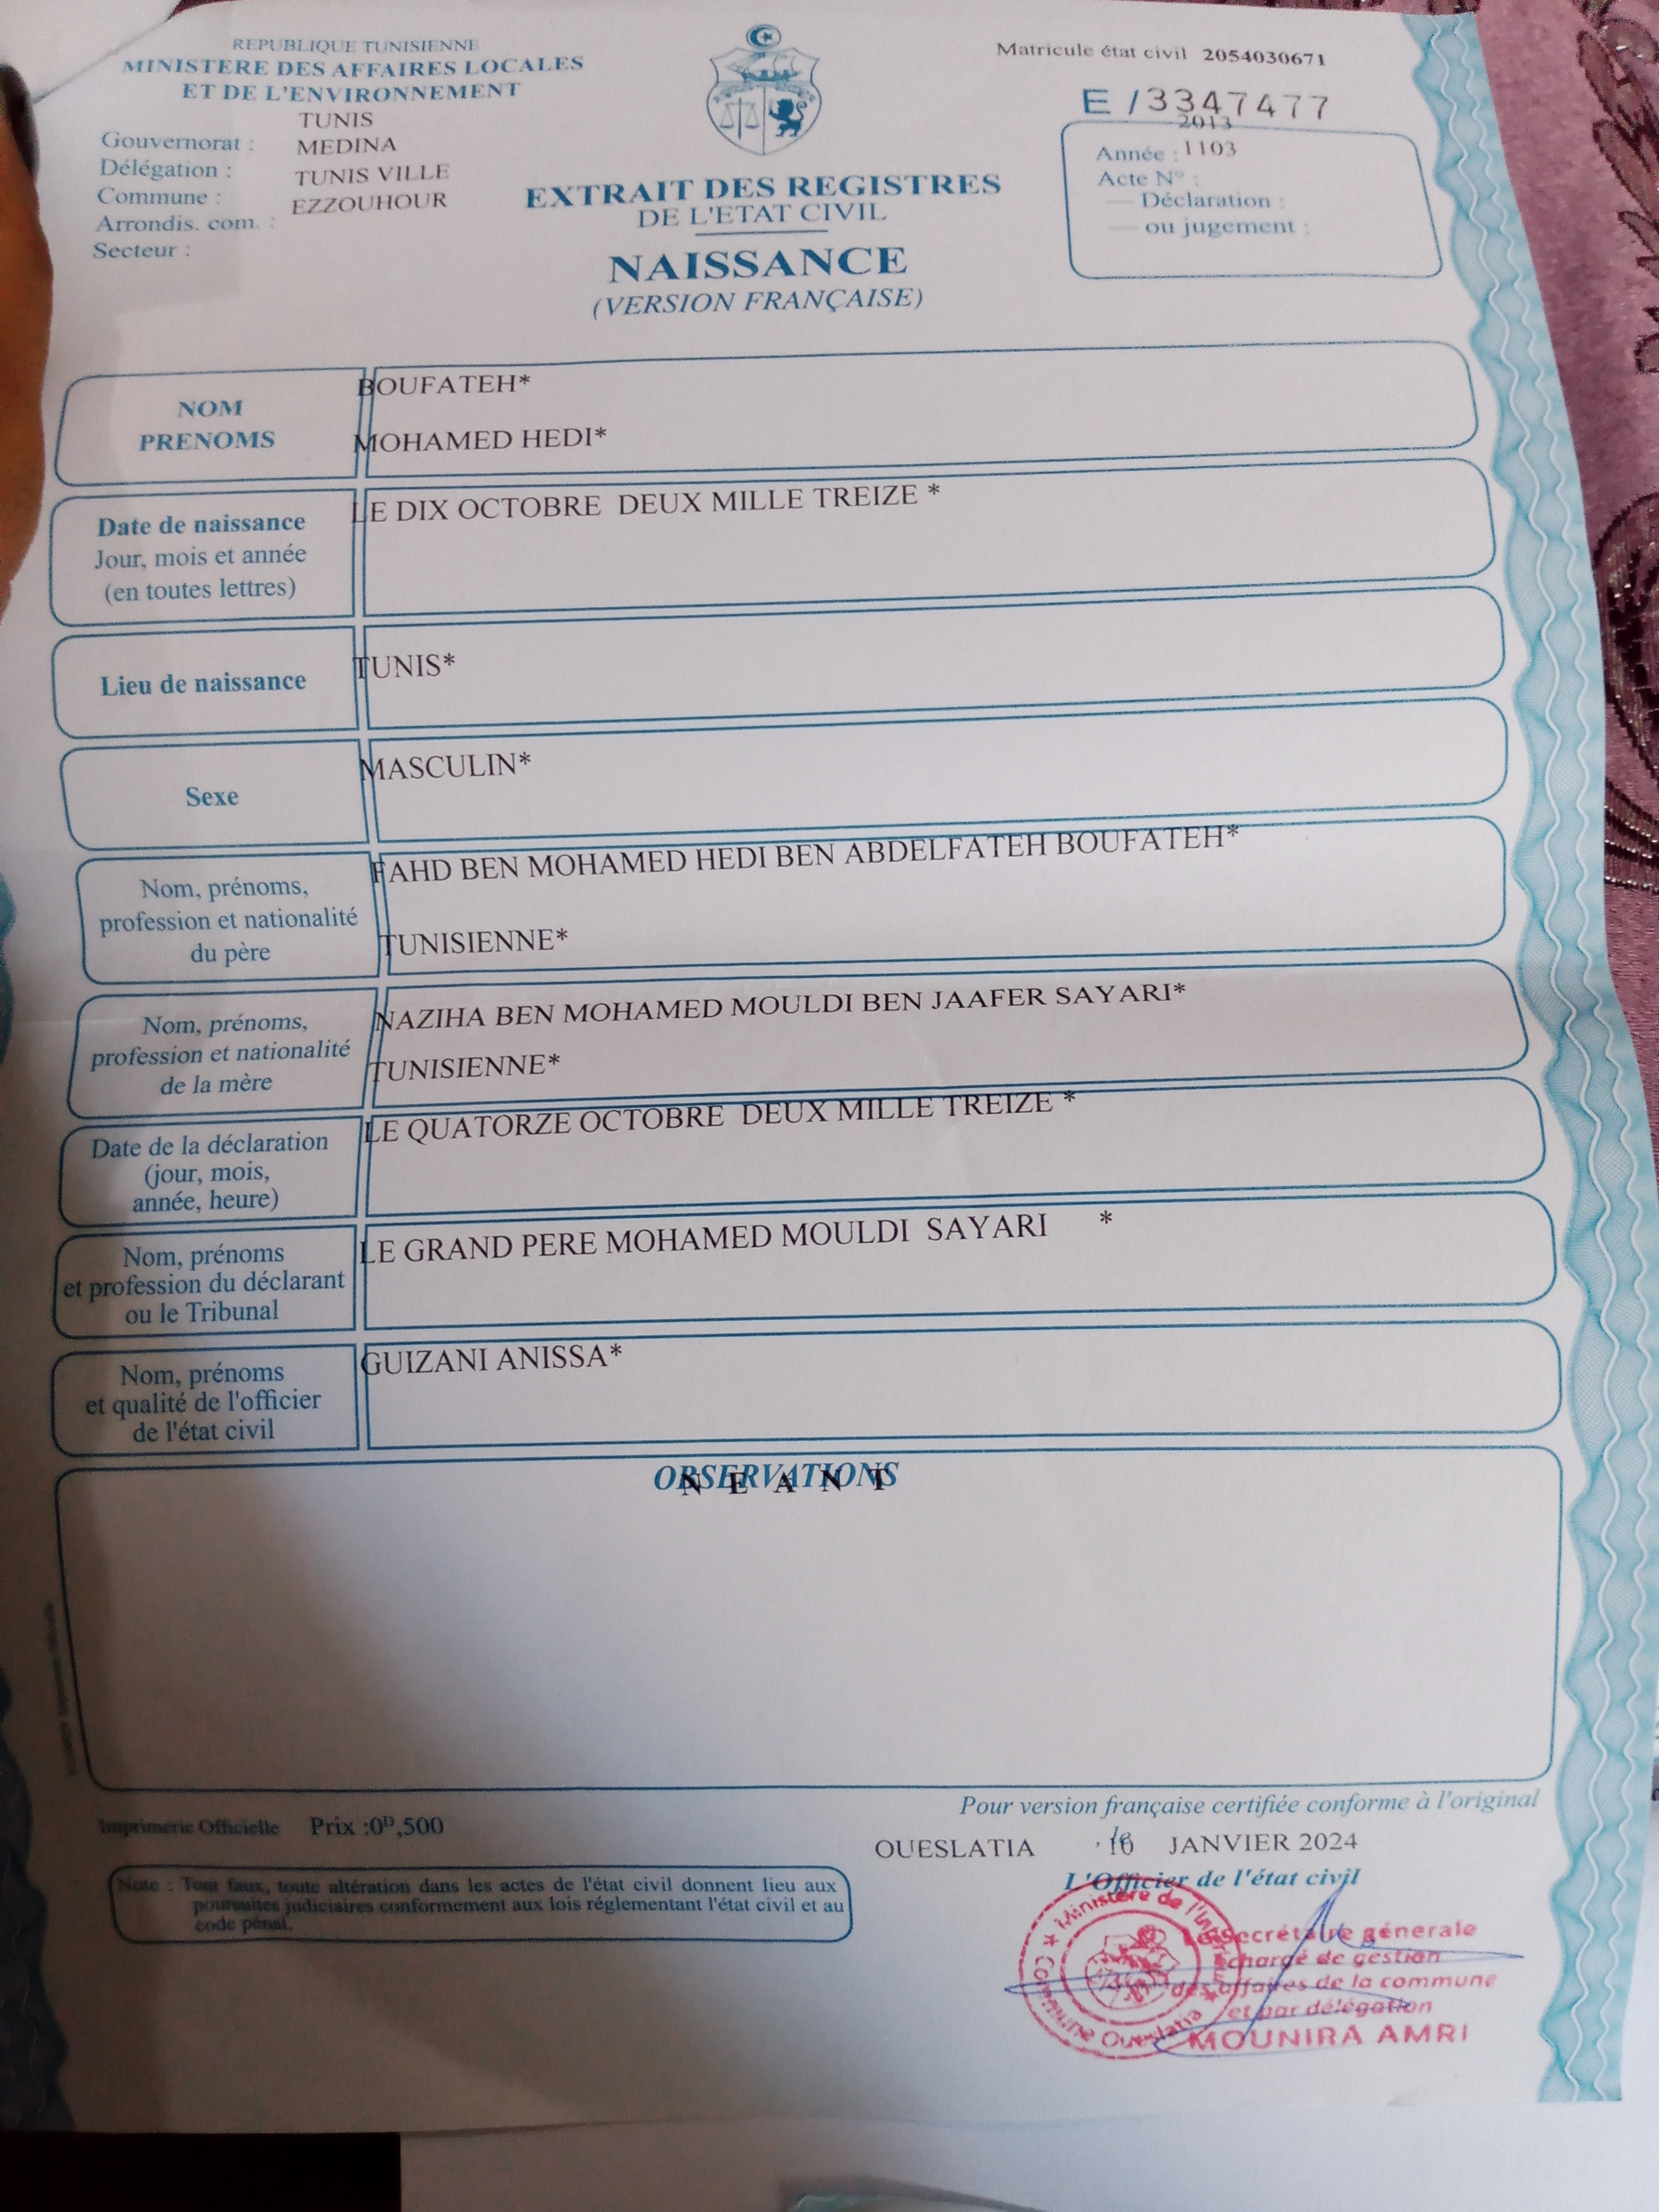 REPUBLIQUE TUNISIENNE
MINISTERE DES AFFAIRES LOCALES
ET DE L'ENVIRONNEMENT
TUNIS
Gouvernorat : MEDINA
Délégation : TUNIS VILLE
Commune : EZZOUHOUR
Arrondis. com. :
Secteur :
EXTRAIT DES REGISTRES
DE L'ETAT CIVIL
NAISSANCE
(VERSION FRANÇAISE)
Matricule état civil 2054030671
E / 3347477
2013
Année : 1103
Acte N° :
— Déclaration :
— ou jugement :
NOM
PRENOMS
BOUFATEH*
MOHAMED HEDI*
Date de naissance
Jour, mois et année
(en toutes lettres)
LE DIX OCTOBRE DEUX MILLE TREIZE *
Lieu de naissance
TUNIS*
Sexe
MASCULIN*
Nom, prénoms,
profession et nationalité
du père
FAHD BEN MOHAMED HEDI BEN ABDELFATEH BOUFATEH*
TUNISIENNE*
Nom, prénoms,
profession et nationalité
de la mère
NAZIHA BEN MOHAMED MOULDI BEN JAAFER SAYARI*
TUNISIENNE*
Date de la déclaration
(jour, mois,
année, heure)
LE QUATORZE OCTOBRE DEUX MILLE TREIZE *
Nom, prénoms
et profession du déclarant
ou le Tribunal
LE GRAND PERE MOHAMED MOULDI SAYARI *
Nom, prénoms
et qualité de l'officier
de l'état civil
GUIZANI ANISSA*
OBSERVATIONS
N E A N T
Imprimerie Officielle Prix :0ᴰ,500
Note : Tout faux, toute altération dans les actes de l'état civil donnent lieu aux
poursuites judiciaires conformement aux lois réglementant l'état civil et au
code pénal.
Pour version française certifiée conforme à l'original
OUESLATIA , le 10 JANVIER 2024
L'Officier de l'état civil
Ministère de l'Intérieur
Commune Oueslatia
Le Secrétaire génerale
chargé de gestion
des affaires de la commune
et par délégation
MOUNIRA AMRI